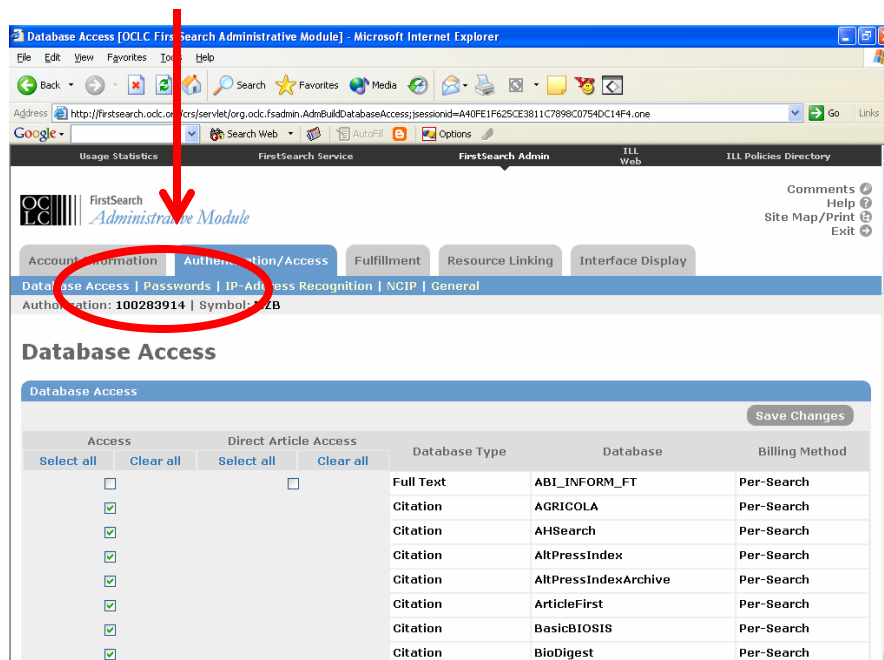 Database Access [OCLC FirstSearch Administrative Module] - Microsoft Internet Explorer
File Edit View Favorites Tools Help
Back Search Favorites Media
Address http://firstsearch.oclc.org/crs/servlet/org.oclc.fsadmin.AdmBuildDatabaseAccess;jsessionid=A40FE1F625CE3811C7898C0754DC14F4.one Go Links
Google Search Web AutoFill Options
Usage Statistics FirstSearch Service FirstSearch Admin ILL Web ILL Policies Directory
Comments
Help
Site Map/Print
Exit
OCLC FirstSearch
Administrative Module
Account Information Authentication/Access Fulfillment Resource Linking Interface Display
Database Access | Passwords | IP-Address Recognition | NCIP | General
Authorization: 100283914 | Symbol:
Database Access
Database Access
Save Changes
Access Direct Article Access Database Type Database Billing Method
Select all Clear all Select all Clear all
Full Text ABI_INFORM_FT Per-Search
Citation AGRICOLA Per-Search
Citation AHSearch Per-Search
Citation AltPressIndex Per-Search
Citation AltPressIndexArchive Per-Search
Citation ArticleFirst Per-Search
Citation BasicBIOSIS Per-Search
Citation BioDigest Per-Search